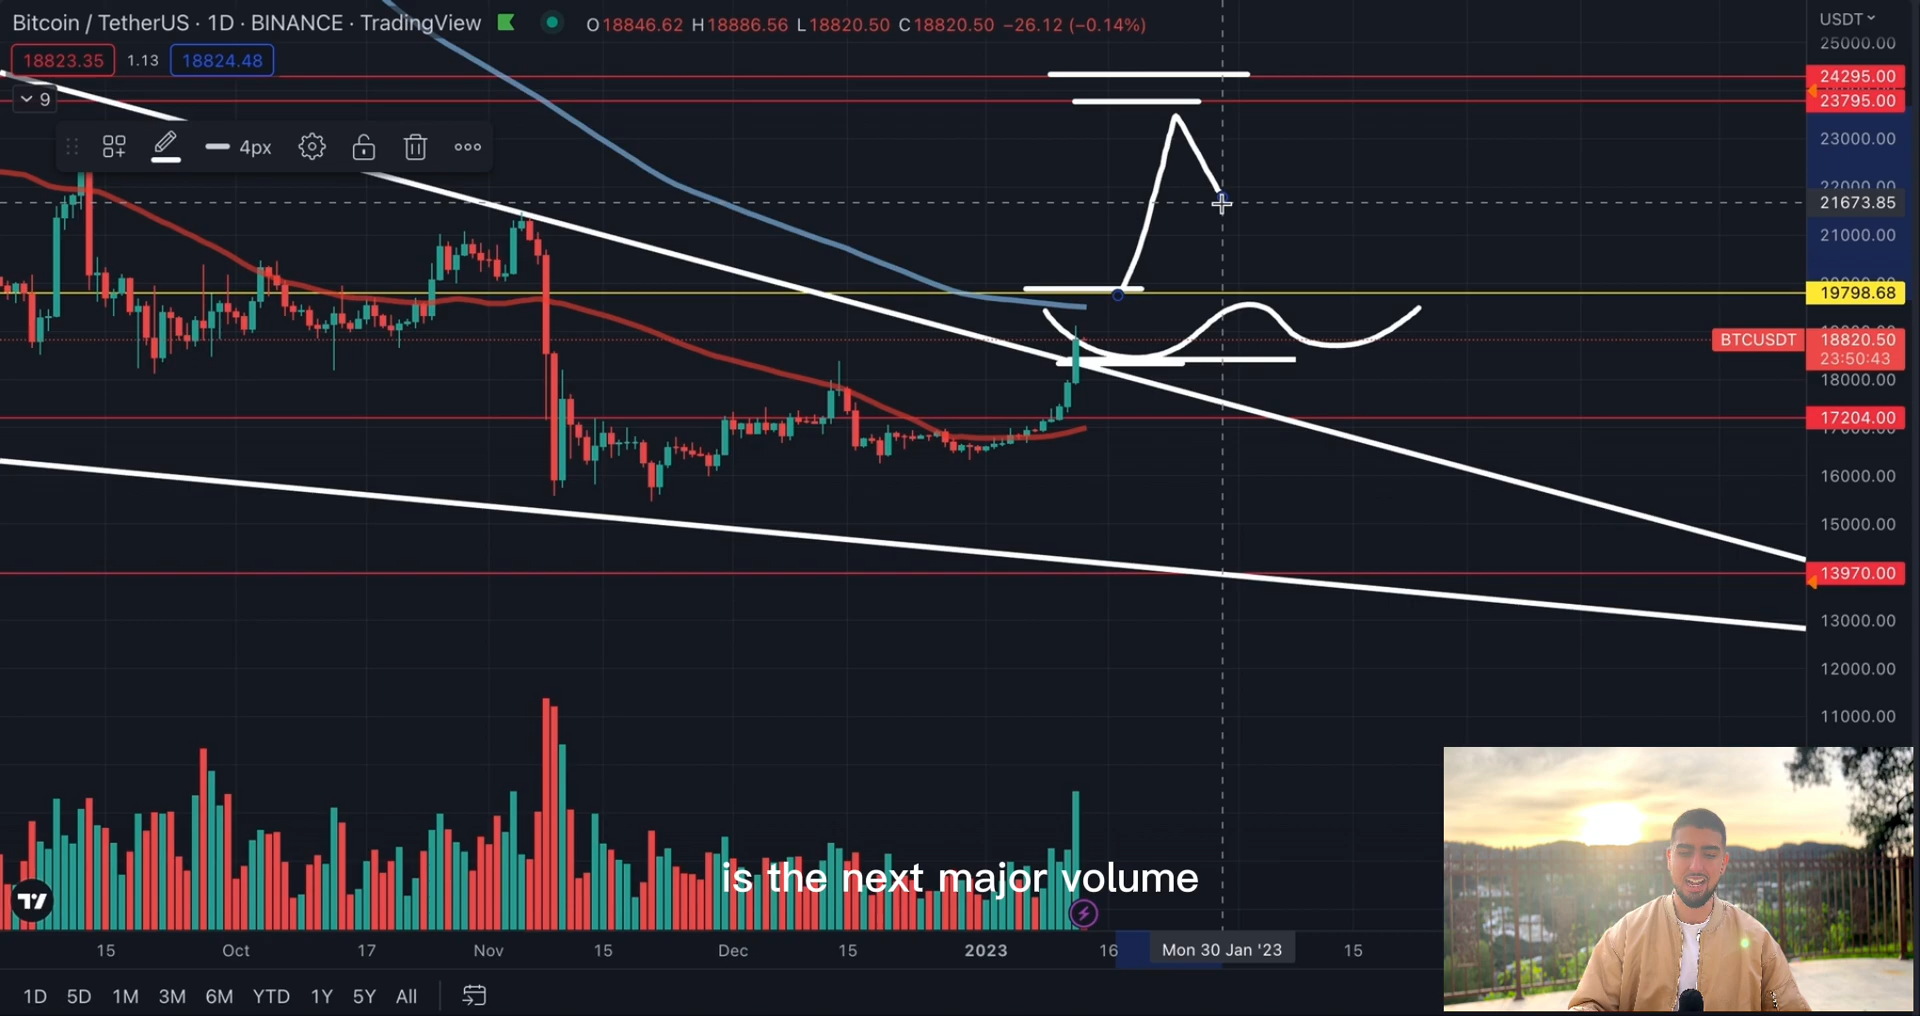 Bitcoin / TetherUS · 1D · BINANCE · TradingView
O18846.62 H18886.56 L18820.50 C18820.50 −26.12 (−0.14%)
USDT
25000.00
18823.35 1.13 18824.48
24295.00
9
23795.00
4px
23000.00
22000.00
21673.85
21000.00
19798.68
BTCUSDT 18820.50
23:50:43
18000.00
17204.00
17000.00
16000.00
15000.00
13970.00
13000.00
12000.00
11000.00
is the next major volume
15 Oct 17 Nov 15 Dec 15 2023 16 Mon 30 Jan '23 15
1D 5D 1M 3M 6M YTD 1Y 5Y All